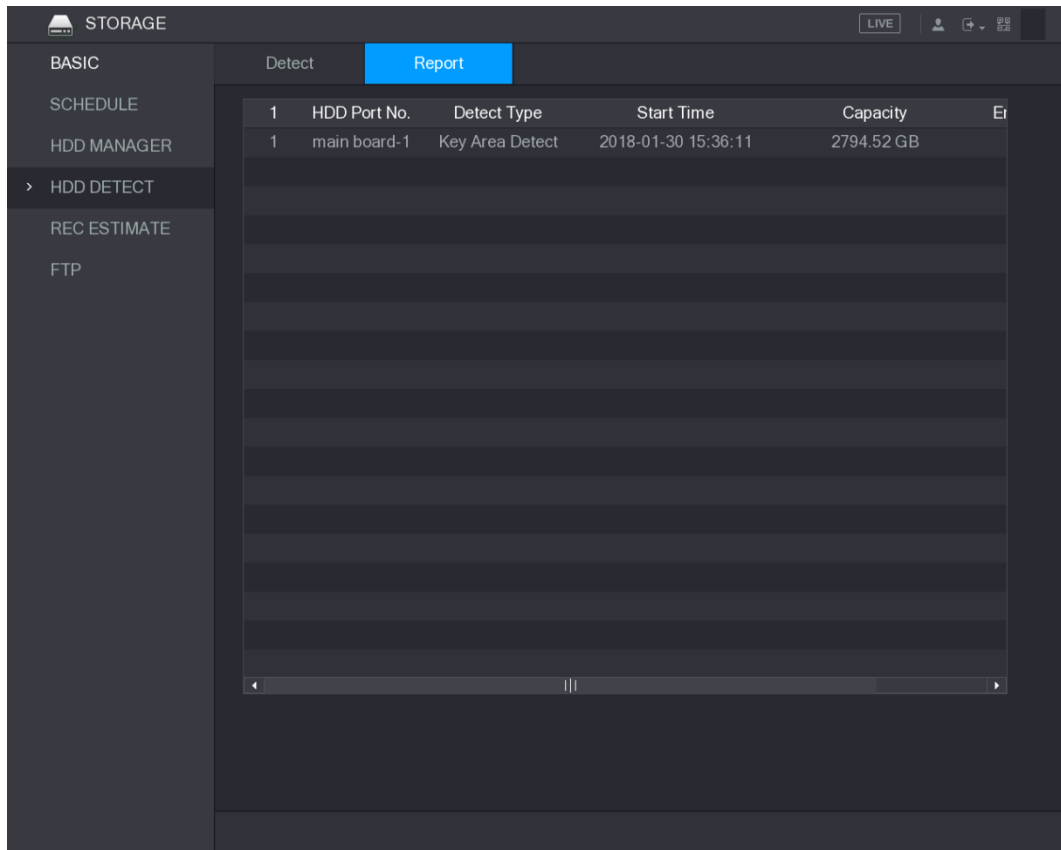 STORAGE LIVE
BASIC
SCHEDULE
HDD MANAGER
HDD DETECT
REC ESTIMATE
FTP
Detect Report
1 HDD Port No. Detect Type Start Time Capacity
1 main board-1 Key Area Detect 2018-01-30 15:36:11 2794.52 GB